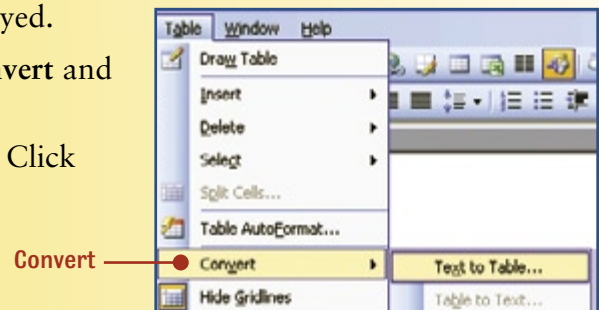 yed.
nvert and
Click
Convert
Table Window Help
Draw Table
Insert
Delete
Select
Split Cells...
Table AutoFormat...
Convert
Hide Gridlines
Text to Table...
Table to Text...